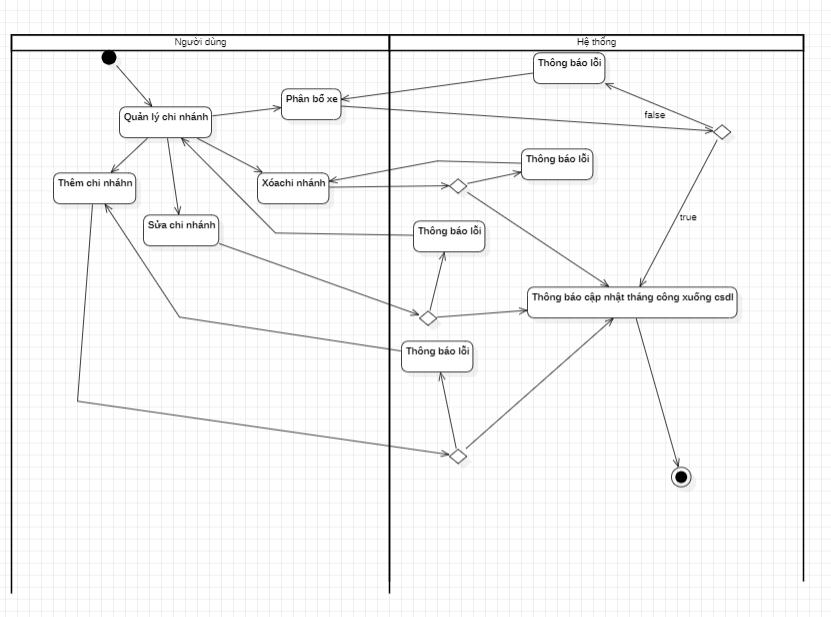 Người dùng
Hệ thống
Thông báo lỗi
Phân bổ xe
false
Quản lý chi nhánh
Thông báo lỗi
Thêm chi nháhn
Xóachi nhánh
true
Sửa chi nhánh
Thông báo lỗi
Thông báo cập nhật tháng công xuống csdl
Thông báo lỗi